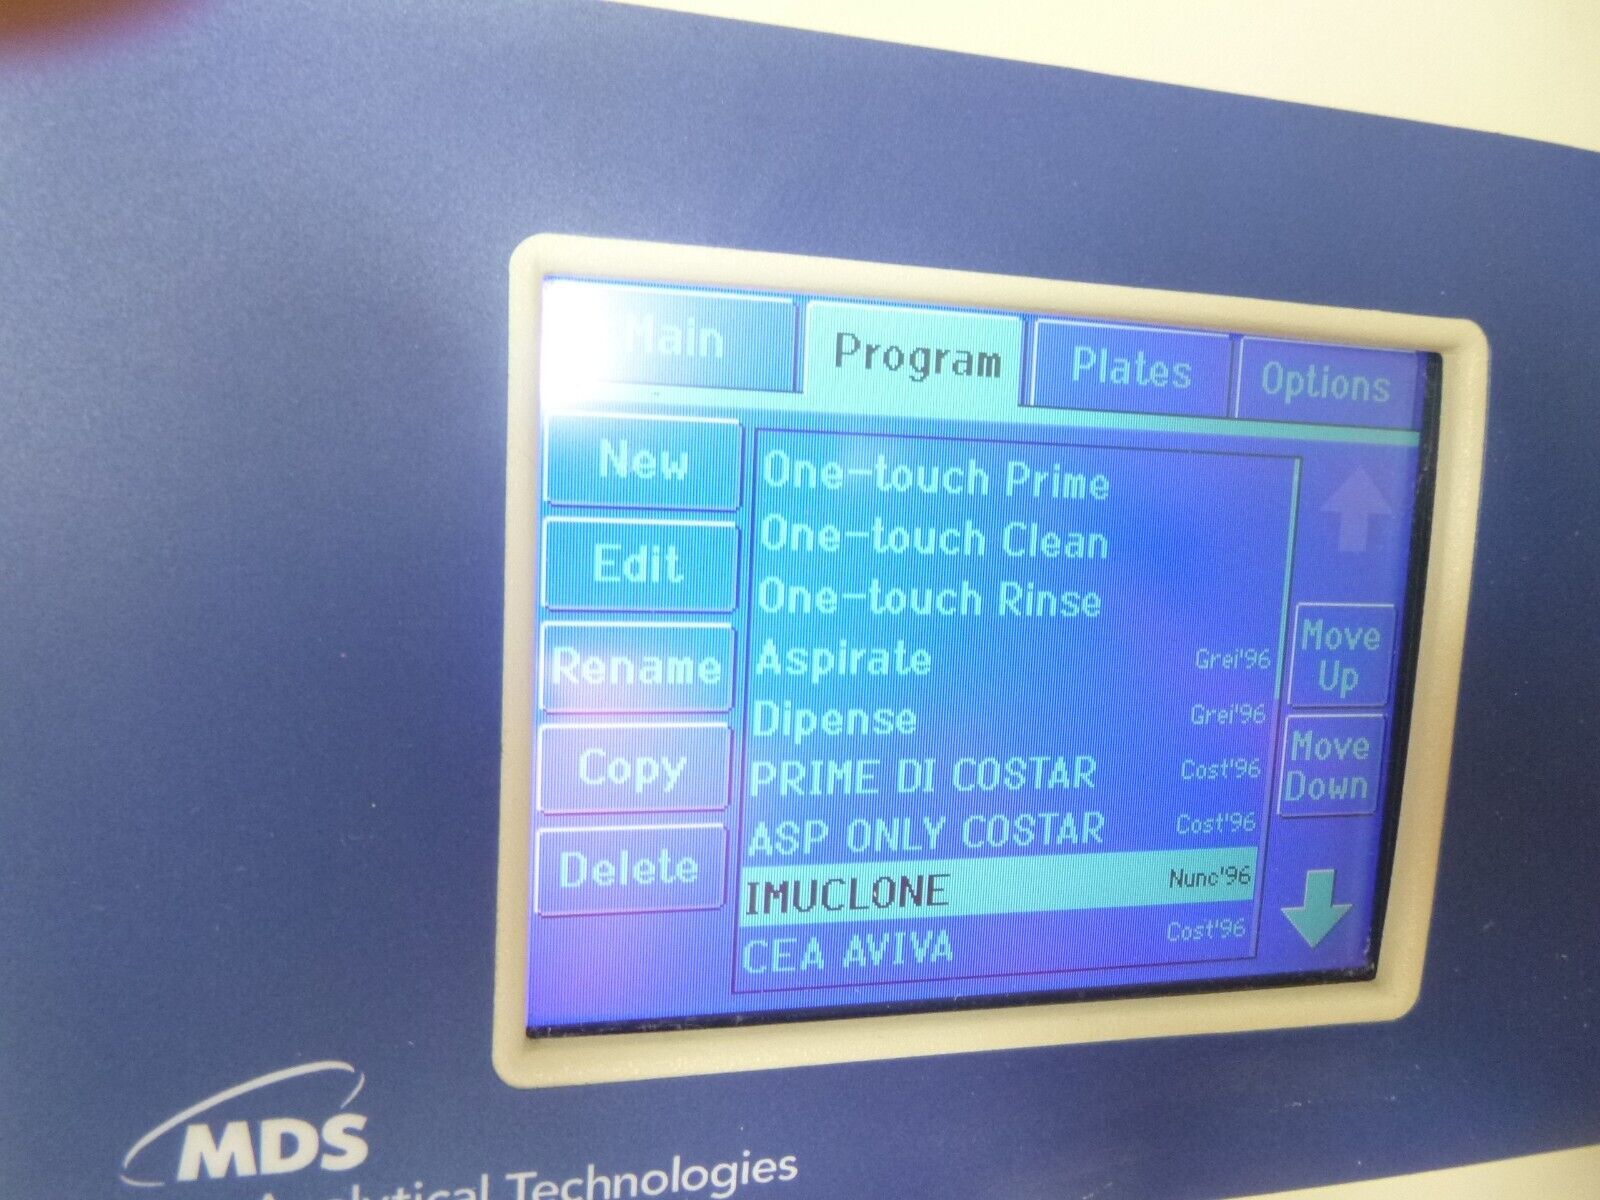 Main Program Plates Options
New
Edit
Rename
Copy
Delete
One-touch Prime
One-touch Clean
One-touch Rinse
Aspirate Grei'96
Dipense Grei'96
PRIME DI COSTAR Cost'96
ASP ONLY COSTAR Cost'96
IMUCLONE Nunc'96
CEA AVIVA Cost'96
Move
Up
Move
Down
MDS
Analytical Technologies